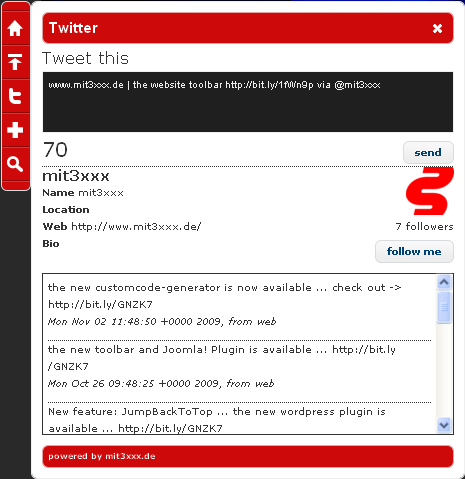 Twitter
Tweet this
www.mit3xxx.de | the website toolbar http://bit.ly/1fWn9p via @mit3xxx
70
send
mit3xxx
Name mit3xxx
Location
Web http://www.mit3xxx.de/
7 followers
Bio
follow me
the new customcode-generator is now available ... check out ->
http://bit.ly/GNZK7
Mon Nov 02 11:48:50 +0000 2009, from web
the new toolbar and Joomla! Plugin is available ... http://bit.ly
/GNZK7
Mon Oct 26 09:48:25 +0000 2009, from web
New feature: JumpBackToTop ... the new wordpress plugin is
available ... http://bit.ly/GNZK7
powered by mit3xxx.de